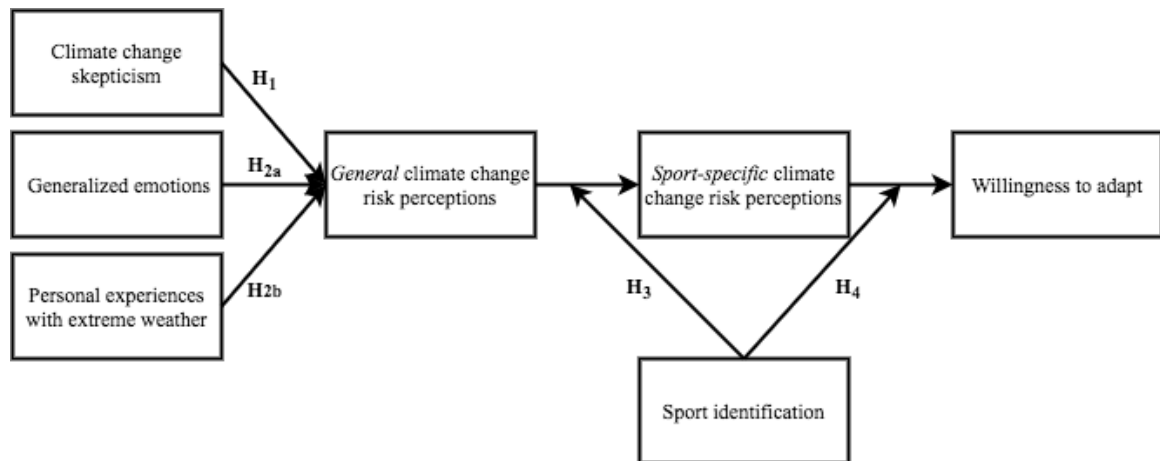 Climate change
skepticism
H1
Generalized emotions
H2a
Personal experiences
with extreme weather
H2b
General climate change
risk perceptions
Sport-specific climate
change risk perceptions
Willingness to adapt
H3
H4
Sport identification